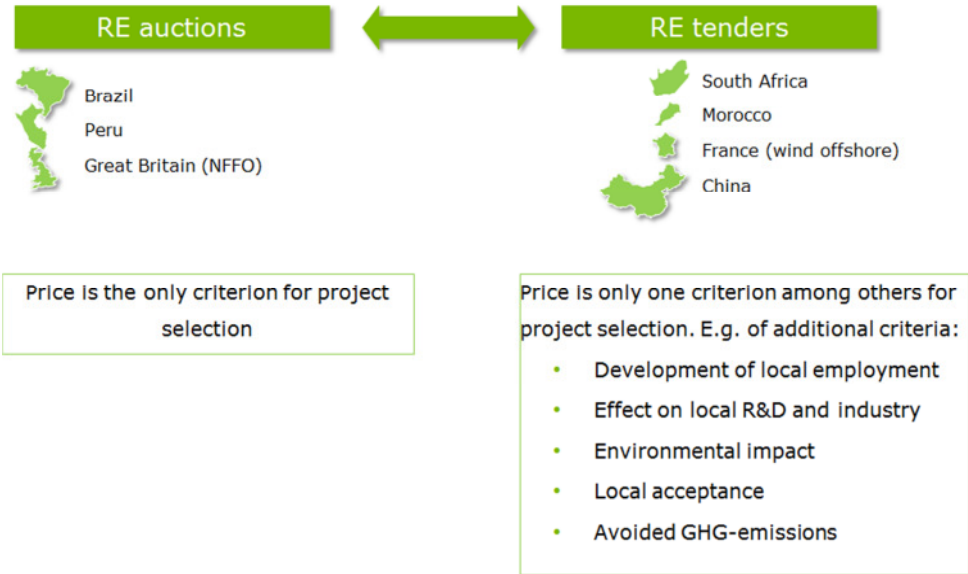 RE auctions
RE tenders
Brazil
Peru
Great Britain (NFFO)
South Africa
Morocco
France (wind offshore)
China
Price is the only criterion for project
selection
Price is only one criterion among others for
project selection. E.g. of additional criteria:
• Development of local employment
• Effect on local R&D and industry
• Environmental impact
• Local acceptance
• Avoided GHG-emissions